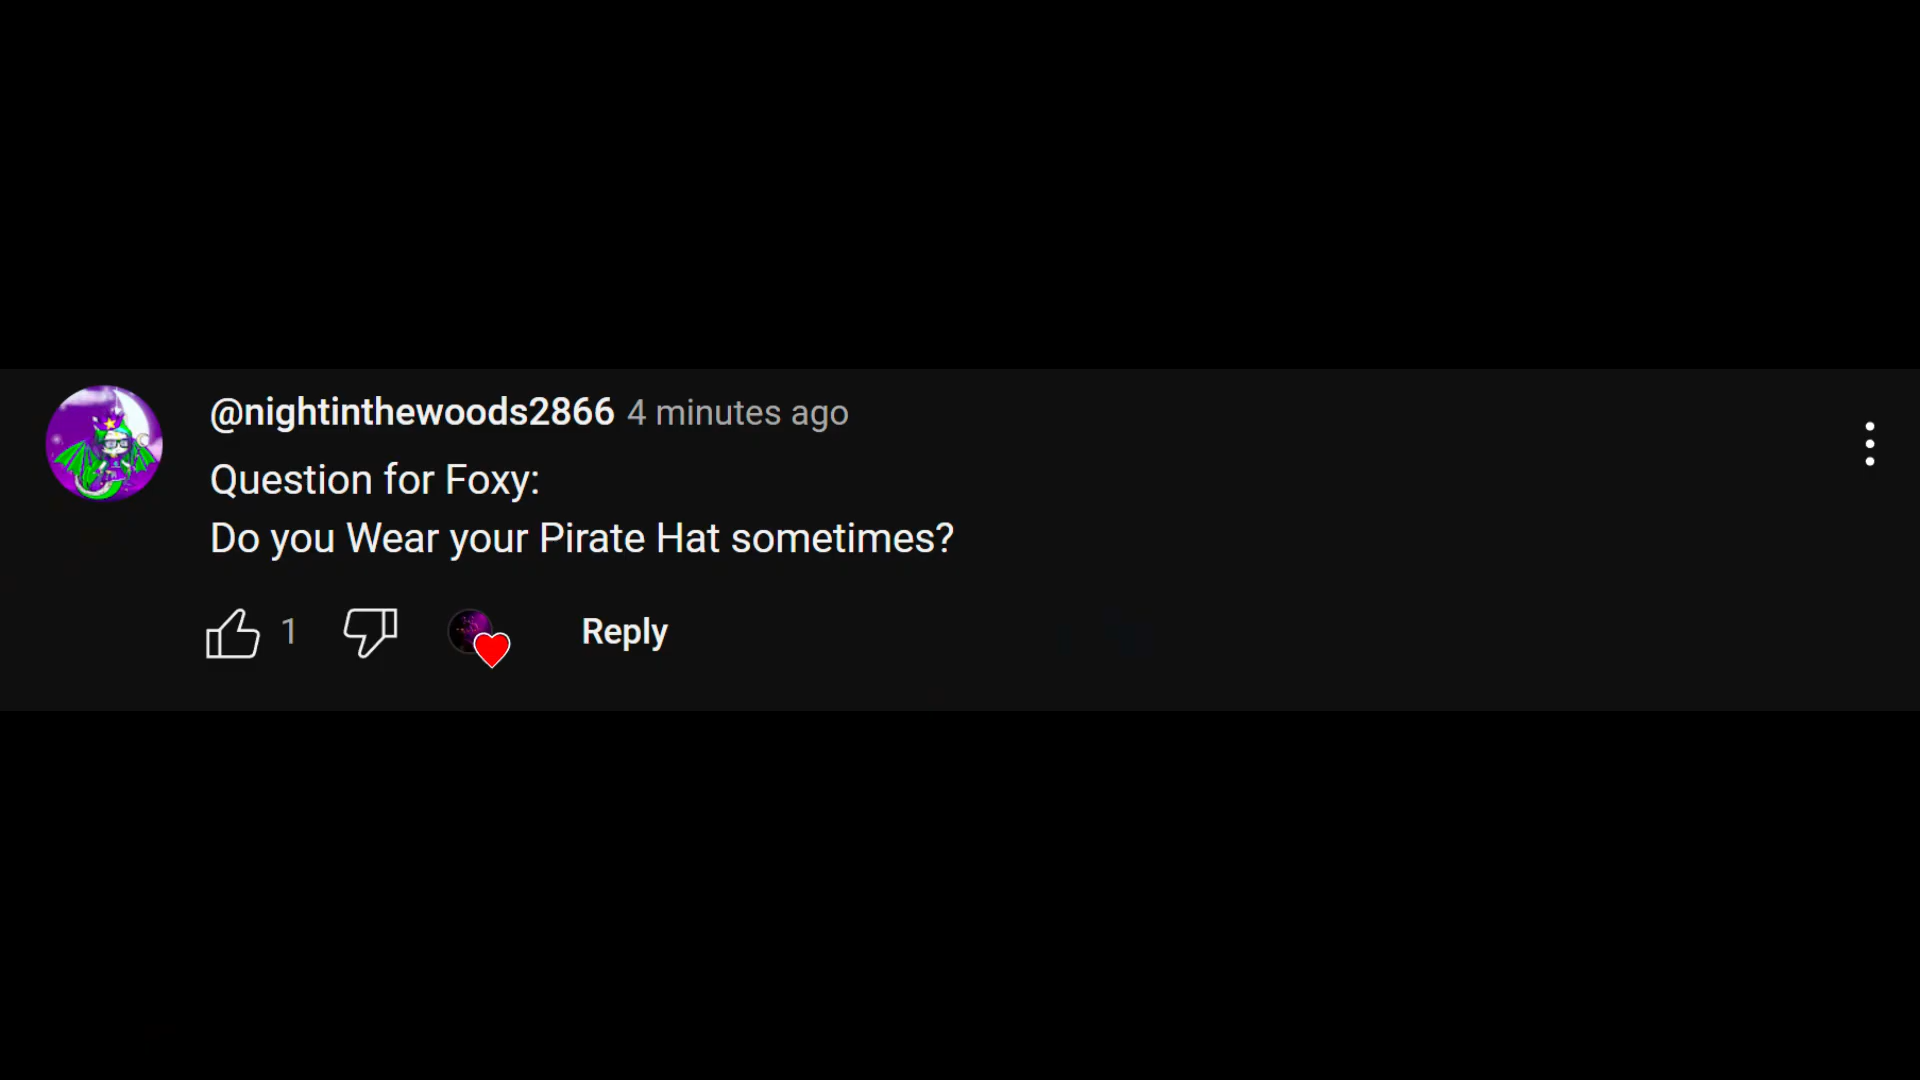 @nightinthewoods2866 4 minutes ago
Question for Foxy:
Do you Wear your Pirate Hat sometimes?
1 Reply